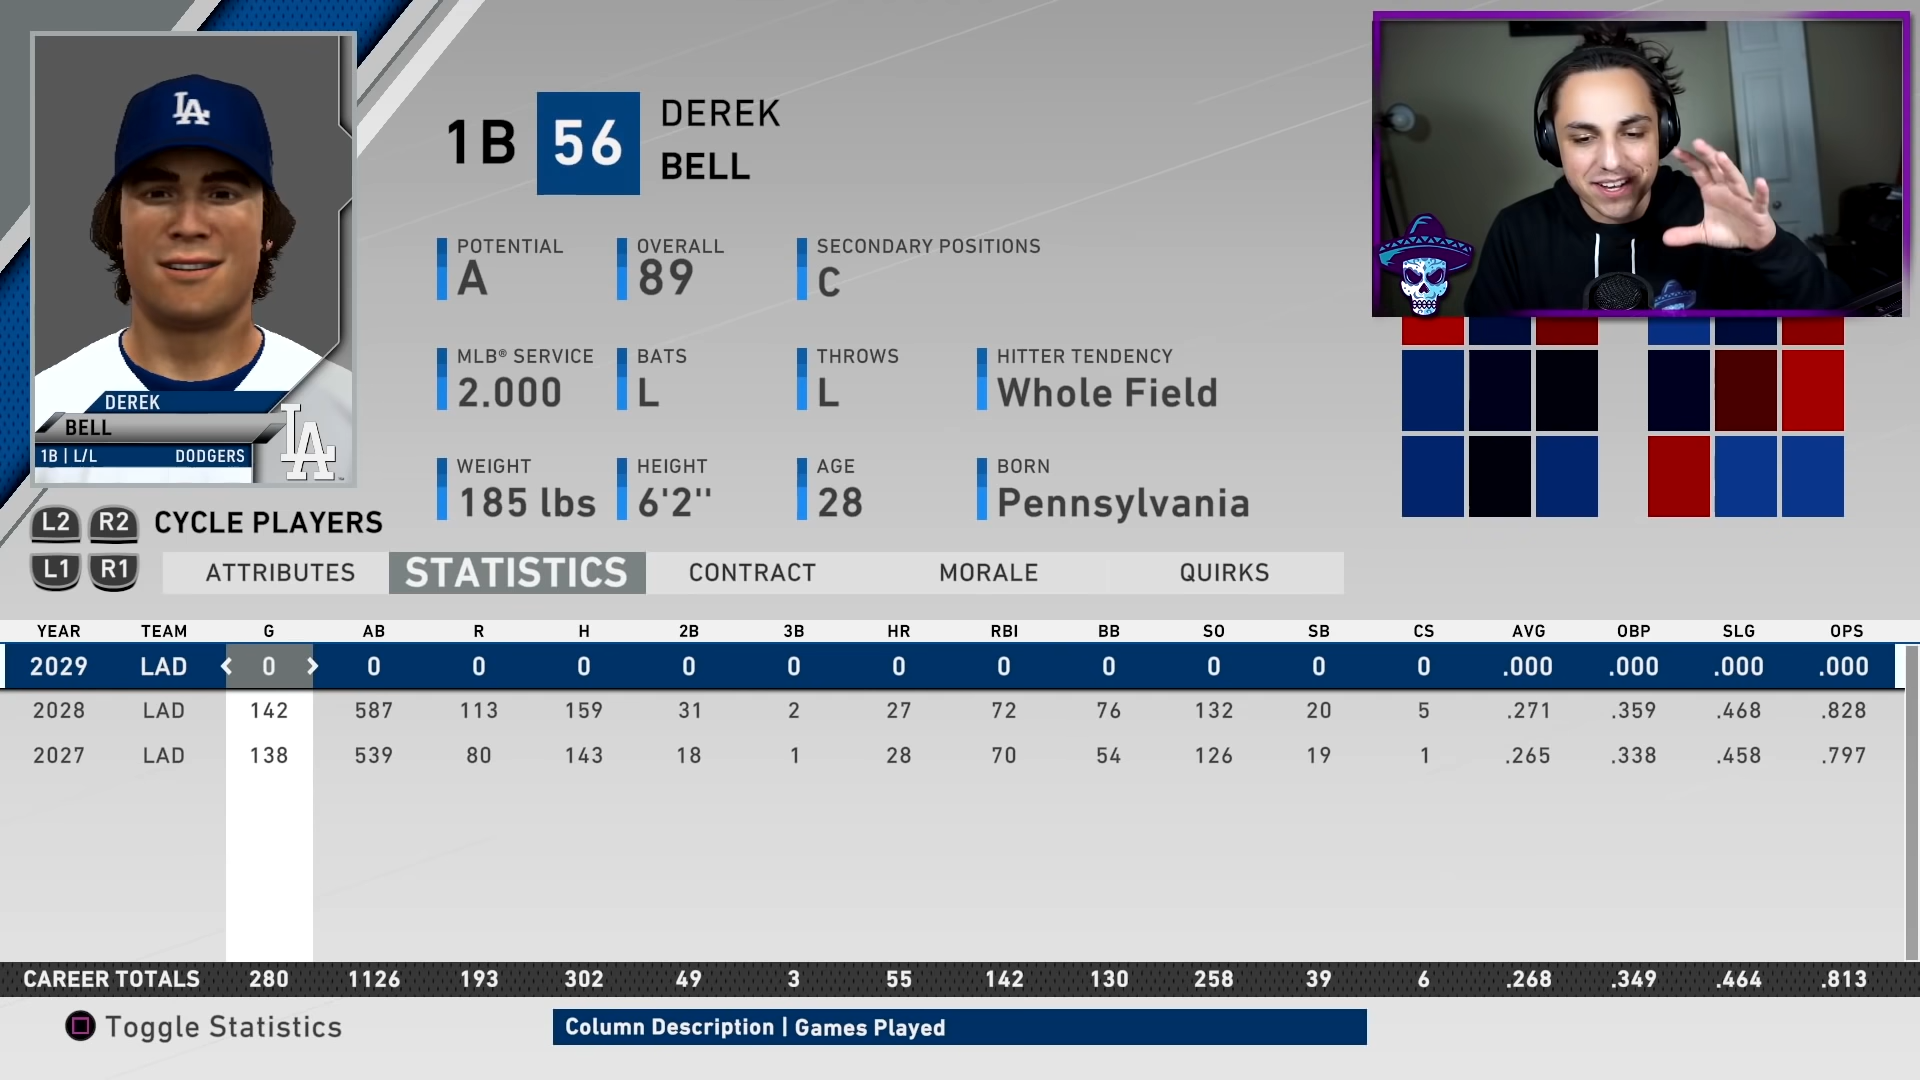 LA
1B 56 DEREK
BELL
POTENTIAL OVERALL SECONDARY POSITIONS
A 89 C
MLB® SERVICE BATS THROWS HITTER TENDENCY
2.000 L L Whole Field
DEREK
BELL
1B | L/L DODGERS
LA
WEIGHT HEIGHT AGE BORN
185 lbs 6'2'' 28 Pennsylvania
L2 R2 CYCLE PLAYERS
L1 R1
ATTRIBUTES STATISTICS CONTRACT MORALE QUIRKS
YEAR TEAM G AB R H 2B 3B HR RBI BB SO SB CS AVG OBP SLG OPS
2029 LAD 0 0 0 0 0 0 0 0 0 0 0 0 .000 .000 .000 .000
2028 LAD 142 587 113 159 31 2 27 72 76 132 20 5 .271 .359 .468 .828
2027 LAD 138 539 80 143 18 1 28 70 54 126 19 1 .265 .338 .458 .797
CAREER TOTALS 280 1126 193 302 49 3 55 142 130 258 39 6 .268 .349 .464 .813
Toggle Statistics
Column Description | Games Played